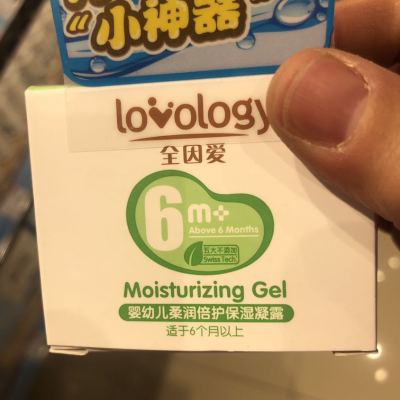 小神器
lovology
全因爱
6m+
Above 6 Months
五大不添加
Swiss Tech
Moisturizing Gel
婴幼儿柔润倍护保湿凝露
适于6个月以上